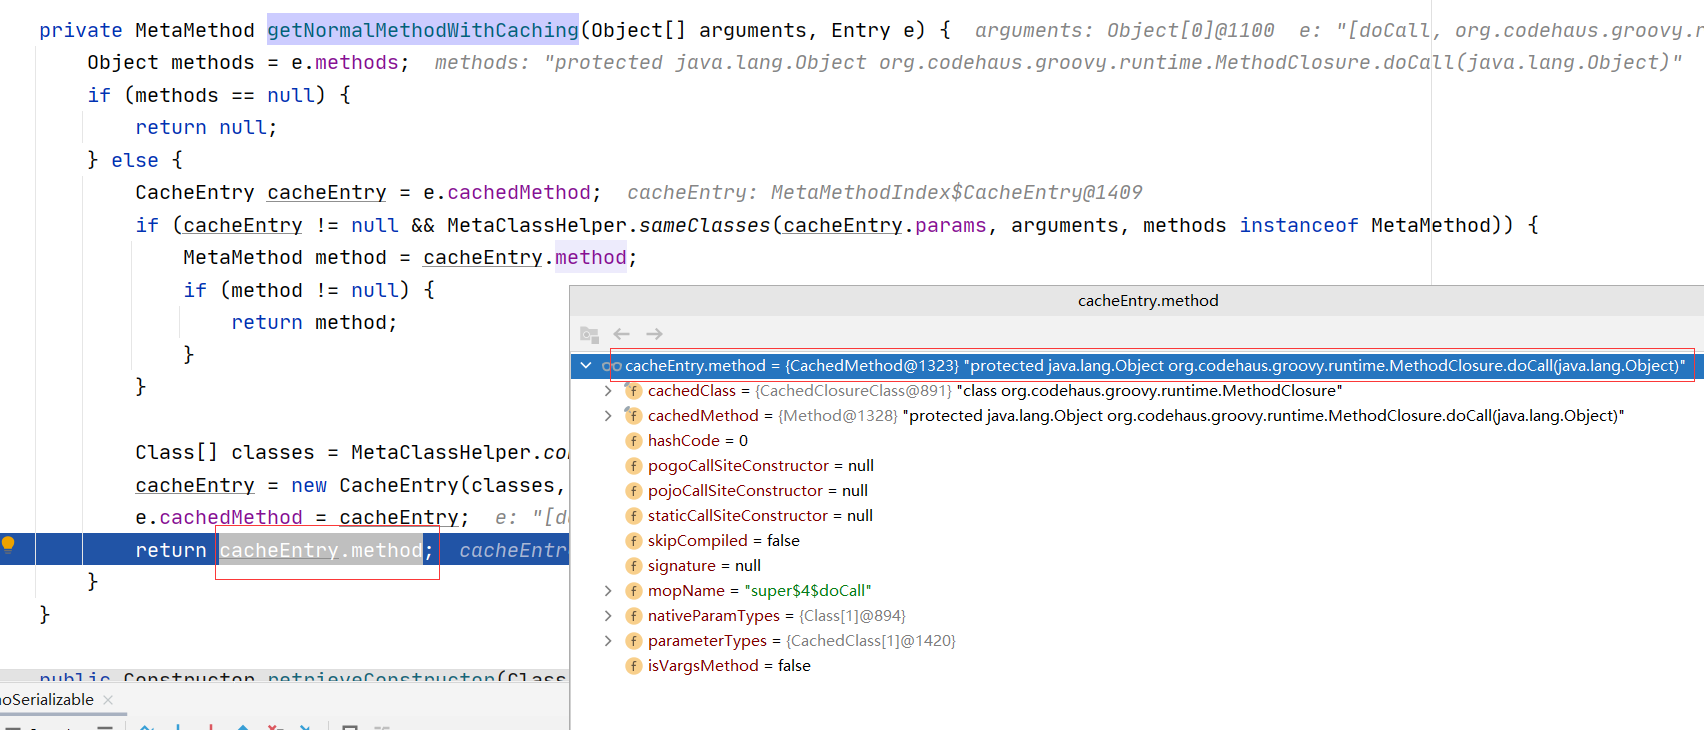 private MetaMethod getNormalMethodWithCaching(Object[] arguments, Entry e) { arguments: Object[0]@1100 e: "[doCall, org.codehaus.groovy.r
Object methods = e.methods; methods: "protected java.lang.Object org.codehaus.groovy.runtime.MethodClosure.doCall(java.lang.Object)"
if (methods == null) {
return null;
} else {
CacheEntry cacheEntry = e.cachedMethod; cacheEntry: MetaMethodIndex$CacheEntry@1409
if (cacheEntry != null && MetaClassHelper.sameClasses(cacheEntry.params, arguments, methods instanceof MetaMethod)) {
MetaMethod method = cacheEntry.method;
if (method != null) {
return method;
}
}
Class[] classes = MetaClassHelper.co
cacheEntry = new CacheEntry(classes,
e.cachedMethod = cacheEntry; e: "[d
return cacheEntry.method; cacheEntr
}
}
public Constructor retrieveConstructor(Class
oSerializable
cacheEntry.method
cacheEntry.method = {CachedMethod@1323} "protected java.lang.Object org.codehaus.groovy.runtime.MethodClosure.doCall(java.lang.Object)"
cachedClass = {CachedClosureClass@891} "class org.codehaus.groovy.runtime.MethodClosure"
cachedMethod = {Method@1328} "protected java.lang.Object org.codehaus.groovy.runtime.MethodClosure.doCall(java.lang.Object)"
hashCode = 0
pogoCallSiteConstructor = null
pojoCallSiteConstructor = null
staticCallSiteConstructor = null
skipCompiled = false
signature = null
mopName = "super$4$doCall"
nativeParamTypes = {Class[1]@894}
parameterTypes = {CachedClass[1]@1420}
isVargsMethod = false